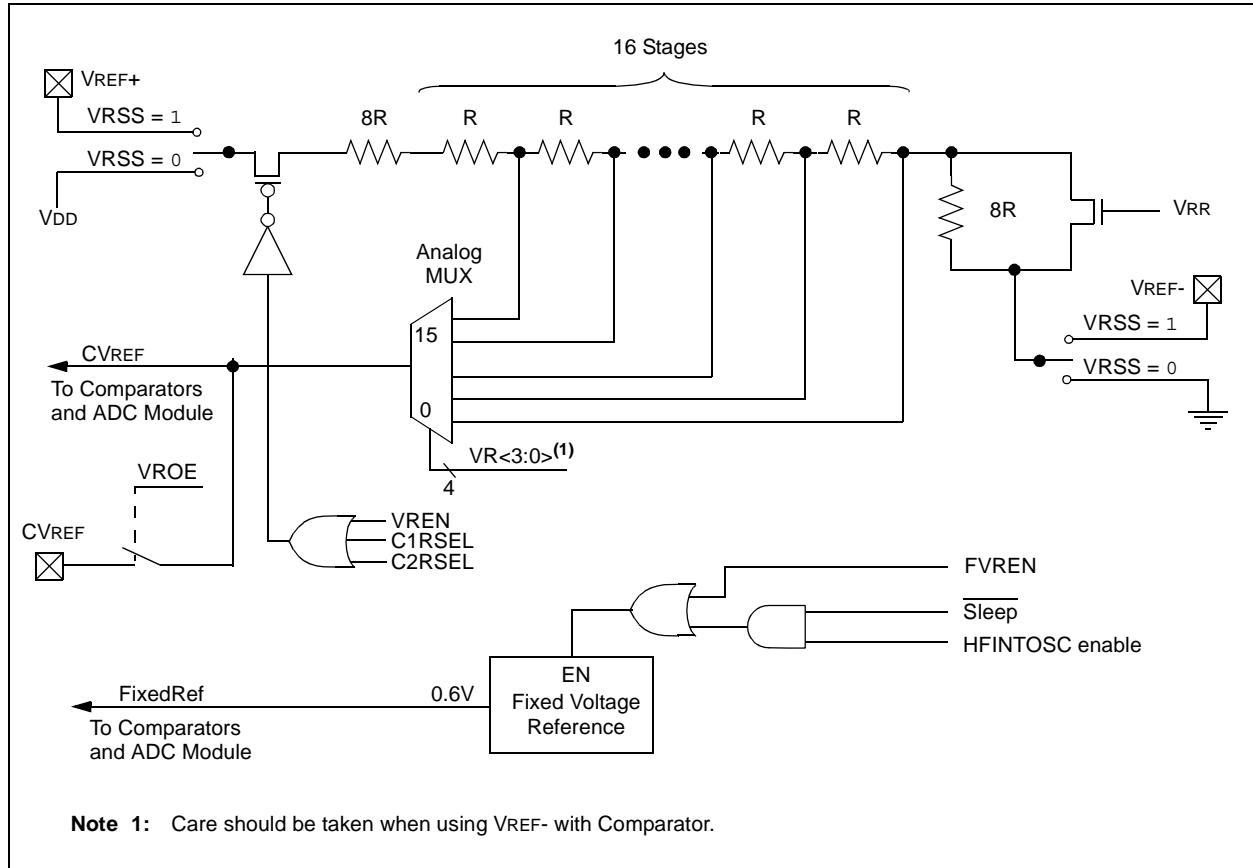 16 Stages
VREF+
VRSS = 1
8R
R
R
R
R
VRSS = 0
VDD
8R
VRR
Analog
MUX
VREF-
15
VRSS = 1
CVREF
VRSS = 0
To Comparators
and ADC Module
0
VR<3:0>(1)
4
VROE
CVREF
VREN
C1RSEL
C2RSEL
FVREN
Sleep
HFINTOSC enable
EN
FixedRef
0.6V
Fixed Voltage
Reference
To Comparators
and ADC Module
Note 1: Care should be taken when using VREF- with Comparator.